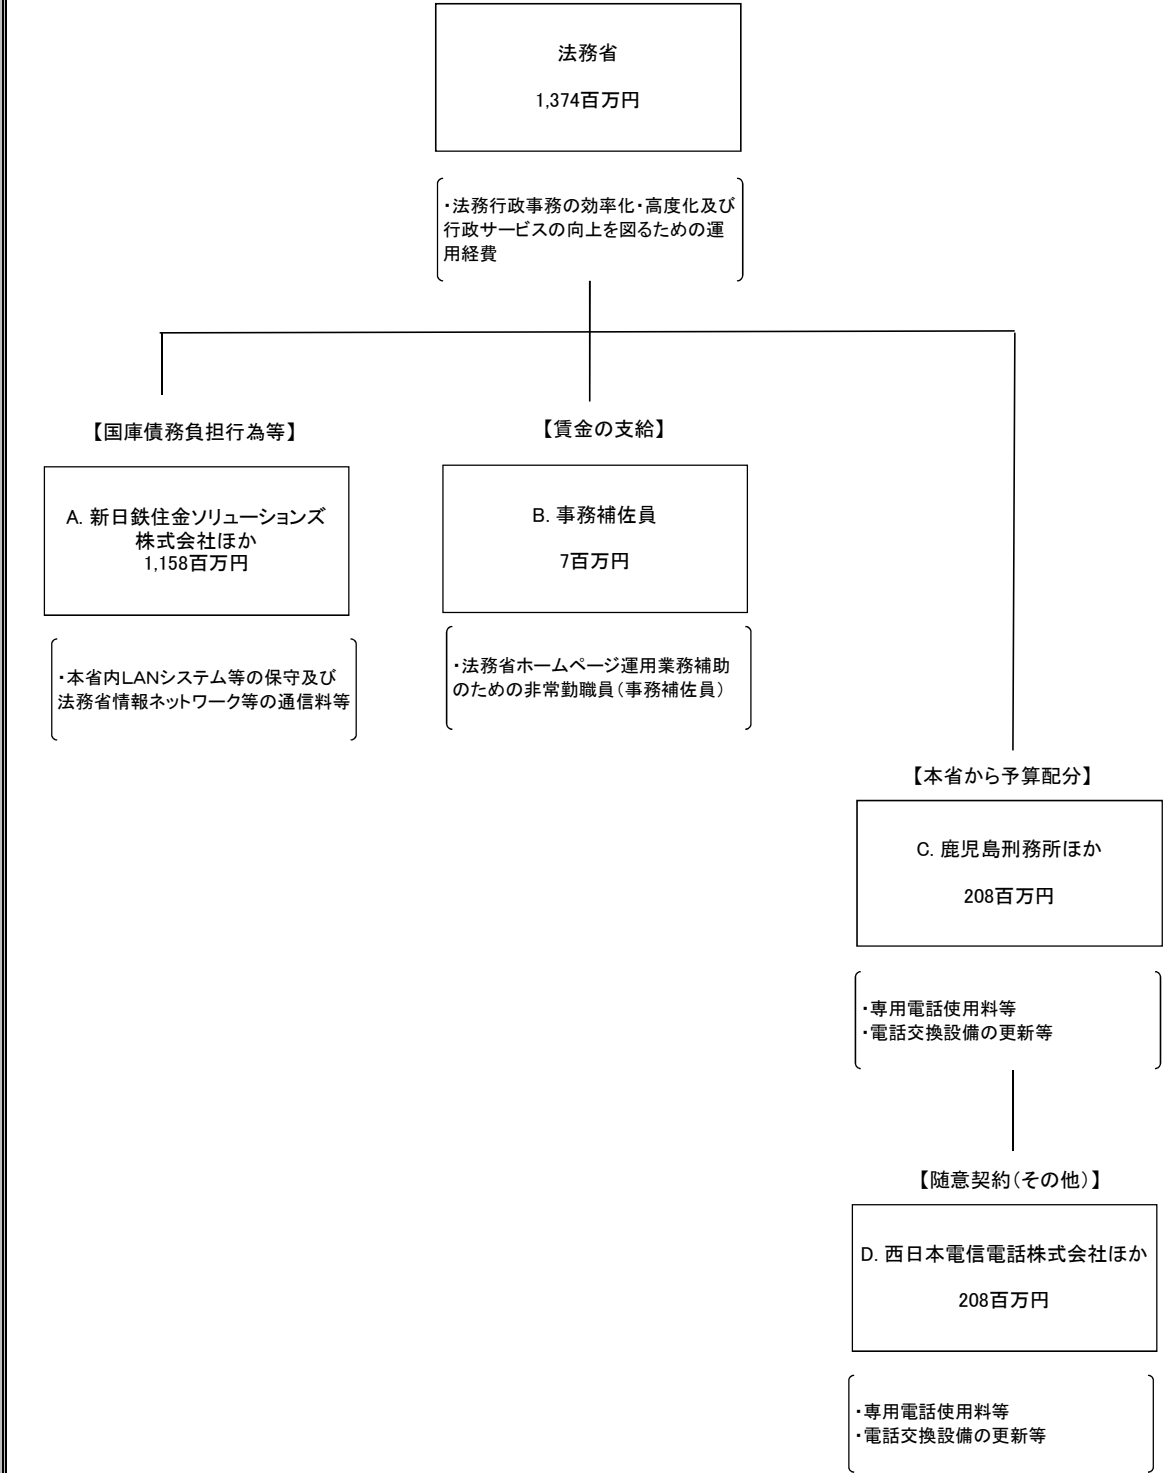 法務省
1,374百万円
・法務行政事務の効率化・高度化及び
行政サービスの向上を図るための運
用経費
【国庫債務負担行為等】
A. 新日鉄住金ソリューションズ
株式会社ほか
1,158百万円
・本省内LANシステム等の保守及び
法務省情報ネットワーク等の通信料等
【賃金の支給】
B. 事務補佐員
7百万円
・法務省ホームページ運用業務補助
のための非常勤職員（事務補佐員）
【本省から予算配分】
C. 鹿児島刑務所ほか
208百万円
・専用電話使用料等
・電話交換設備の更新等
【随意契約（その他）】
D. 西日本電信電話株式会社ほか
208百万円
・専用電話使用料等
・電話交換設備の更新等